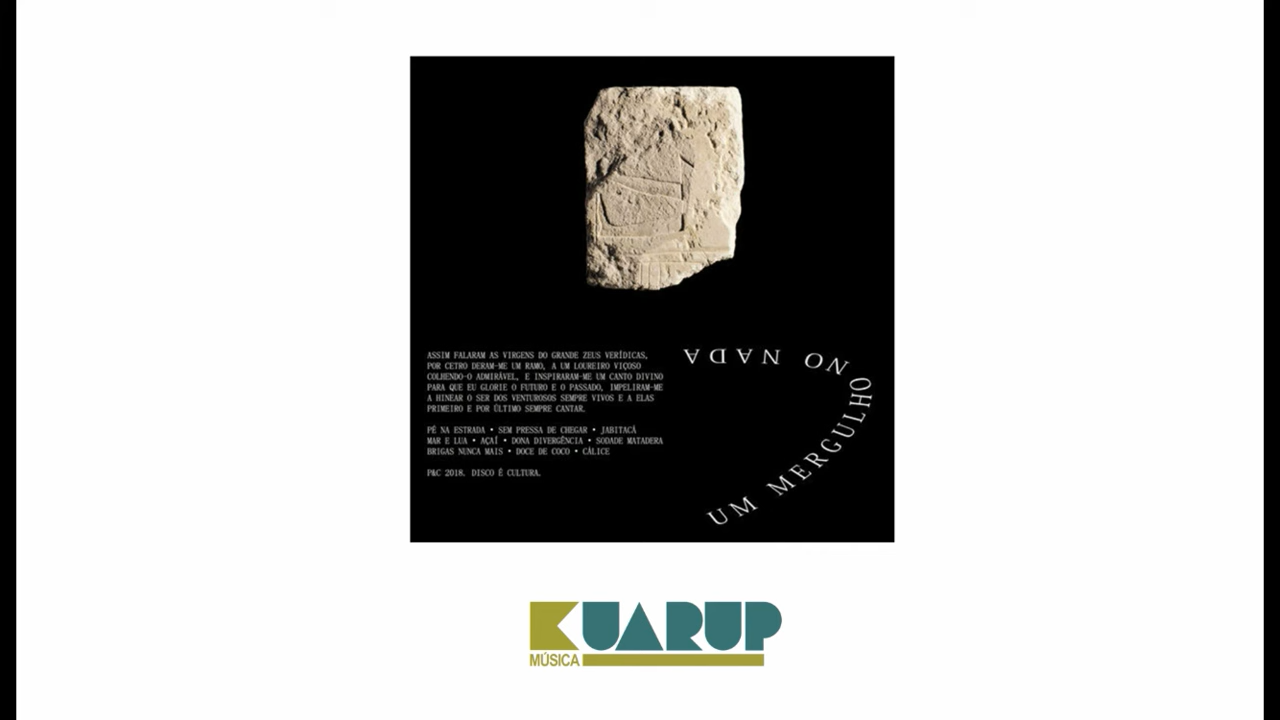 ASSIM FALARAM AS VIRGENS DO GRANDE ZEUS VERÍDICAS,
POR CETRO DERAM-ME UM RAMO, A UM LOUREIRO VIÇOSO
COLHENDO-O ADMIRÁVEL, E INSPIRARAM-ME UM CANTO DIVINO
PARA QUE EU GLORIE O FUTURO E O PASSADO, IMPELIRAM-ME
A HINEAR O SER DOS VENTUROSOS SEMPRE VIVOS E A ELAS
PRIMEIRO E POR ÚLTIMO SEMPRE CANTAR.
PÉ NA ESTRADA • SEM PRESSA DE CHEGAR • JABITACÁ
MAR E LUA • AÇAÍ • DONA DIVERGÊNCIA • SODADE MATADERA
BRIGAS NUNCA MAIS • DOCE DE COCO • CÁLICE
P&C 2018. DISCO É CULTURA.
UM MERGULHO NO NADA
KUARUP
MÚSICA